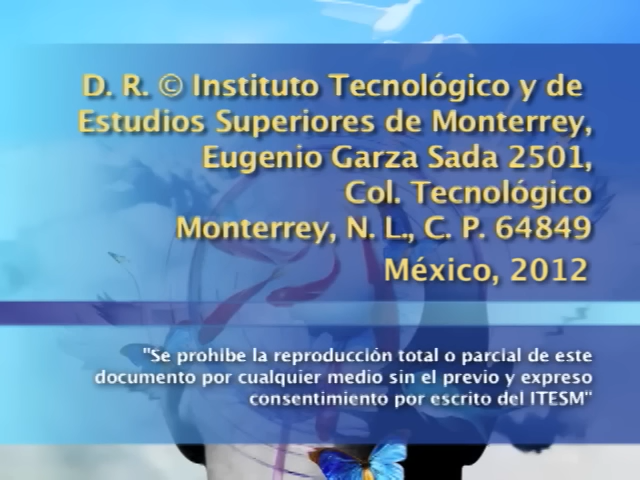 D. R. © Instituto Tecnológico y de
Estudios Superiores de Monterrey,
Eugenio Garza Sada 2501,
Col. Tecnológico
Monterrey, N. L., C. P. 64849
México, 2012
"Se prohibe la reproducción total o parcial de este
documento por cualquier medio sin el previo y expreso
consentimiento por escrito del ITESM"